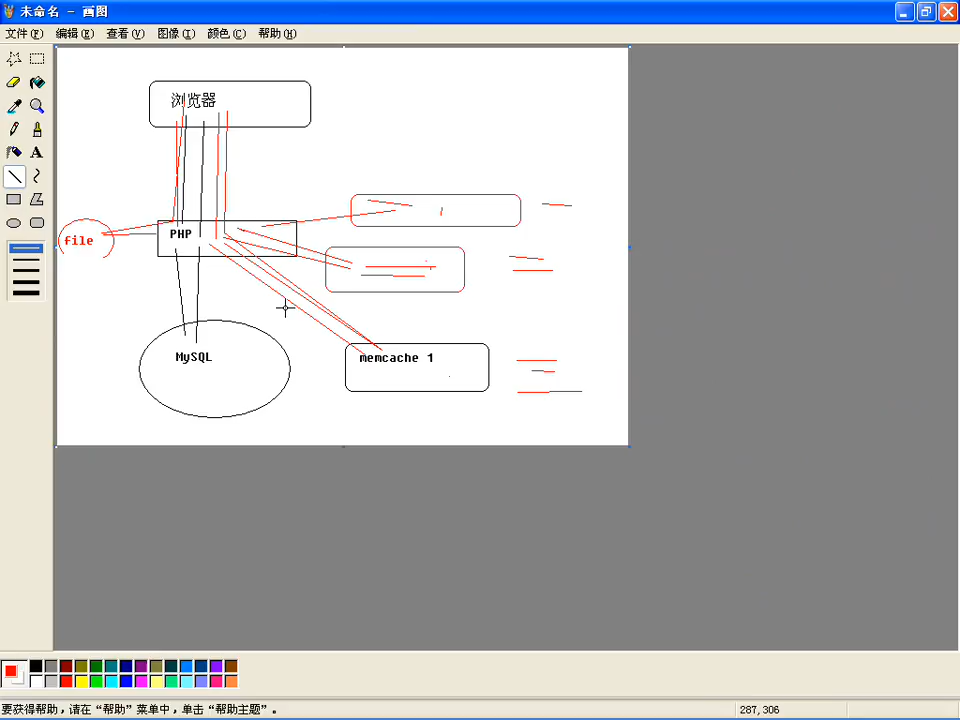 未命名 - 画图
文件(F) 编辑(E) 查看(V) 图像(I) 颜色(C) 帮助(H)
浏览器
PHP
file
MySQL
memcache 1
要获得帮助,请在“帮助”菜单中,单击“帮助主题”。
287,306